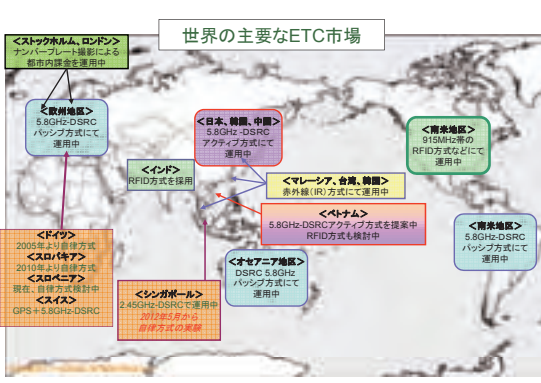 世界の主要なETC市場
<ストックホルム、ロンドン>
ナンバープレート撮影による
都市内課金を運用中
<欧州地区>
5.8GHz-DSRC
パッシブ方式にて
運用中
<日本、韓国、中国>
5.8GHz -DSRC
アクティブ方式にて
運用中
<南米地区>
915MHz帯の
RFID方式などにて
運用中
<インド>
RFID方式を採用
<マレーシア、台湾、韓国>
赤外線(IR)方式にて運用中
<ベトナム>
5.8GHz-DSRCアクティブ方式を提案中
RFID方式も検討中
<南米地区>
5.8GHz-DSRC
パッシブ方式にて
運用中
<ドイツ>
2005年より自律方式
<スロバキア>
2010年より自律方式
<スロベニア>
現在、自律方式検討中
<スイス>
GPS+5.8GHz-DSRC
<シンガポール>
2.45GHz-DSRCで運用中
2012年5月から
自律方式の実験
<オセアニア地区>
DSRC 5.8GHz
パッシブ方式にて
運用中